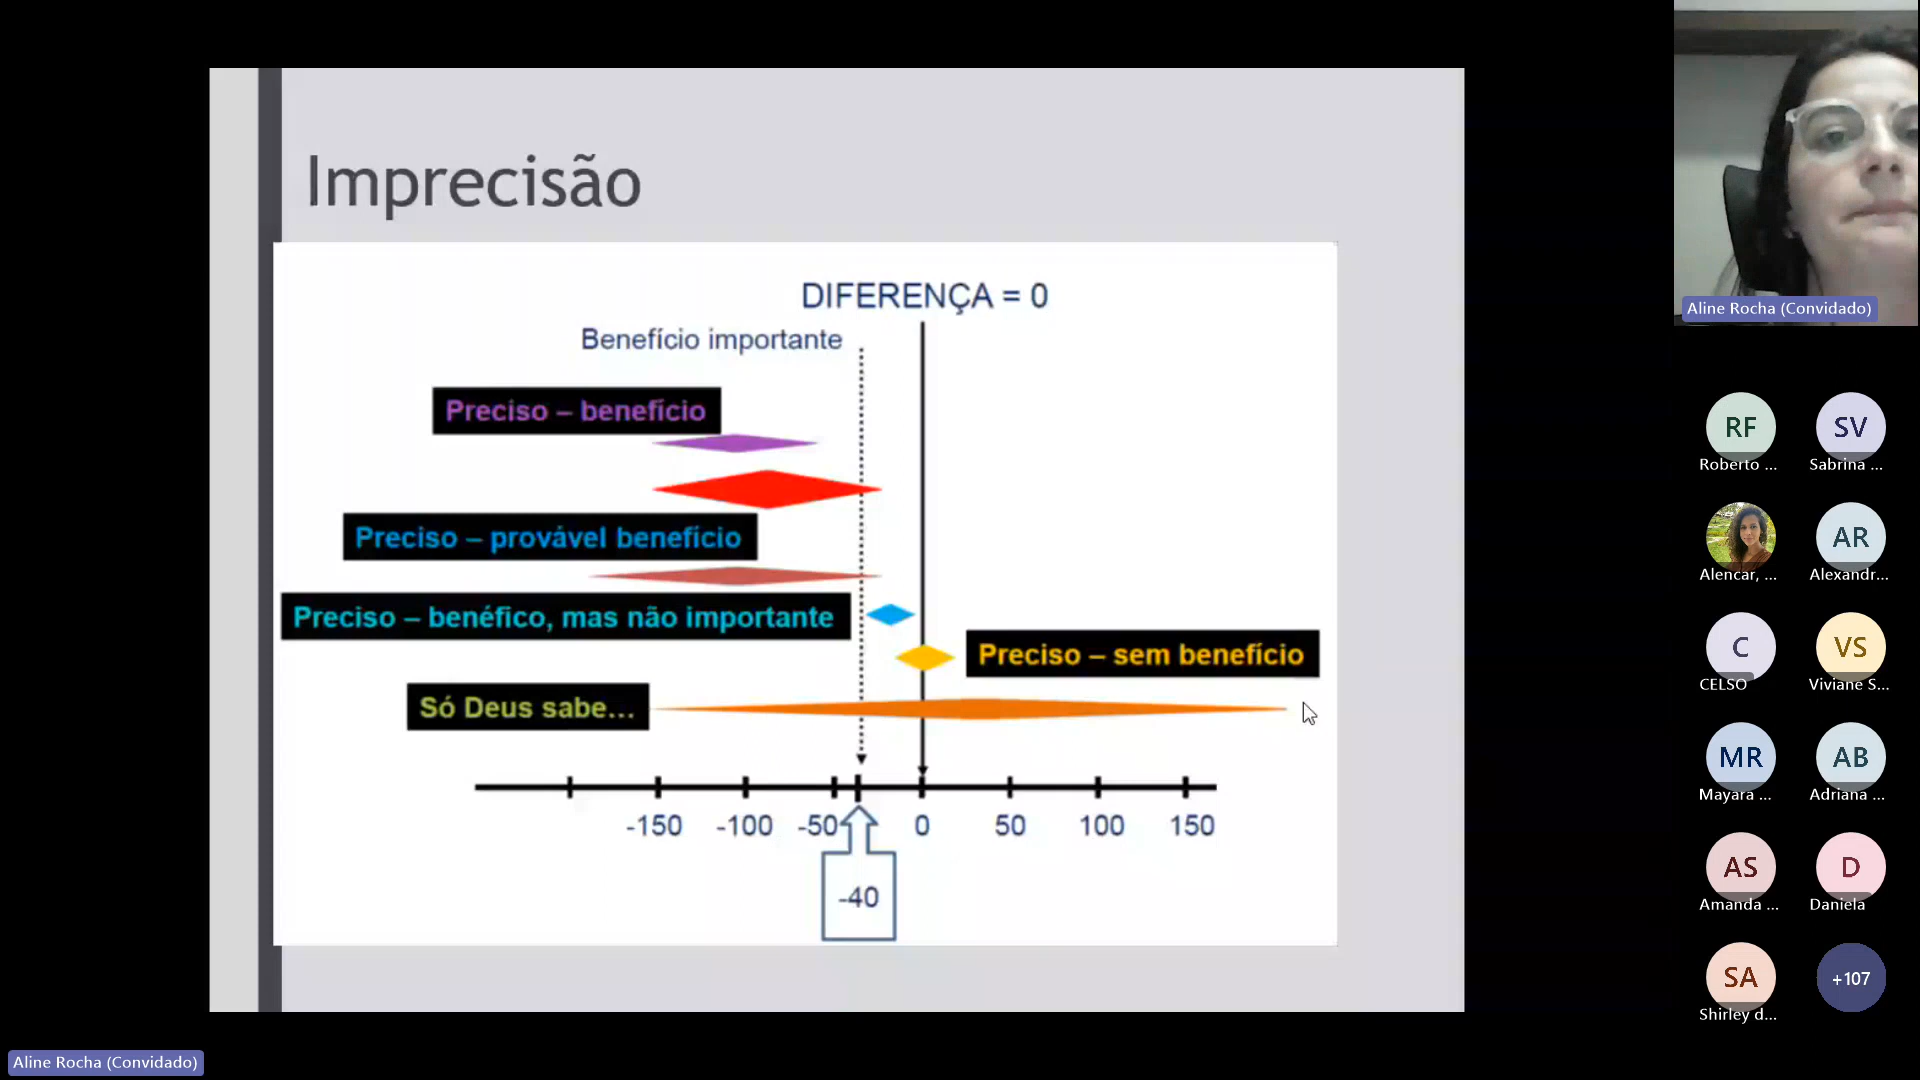 Imprecisão
DIFERENÇA = 0
Benefício importante
Preciso – benefício
Preciso – provável benefício
Preciso – benéfico, mas não importante
Preciso – sem benefício
Só Deus sabe...
-150 -100 -50 0 50 100 150
-40
Aline Rocha (Convidado)
RF SV
Roberto ... Sabrina ...
AR
Alencar, ... Alexandr...
C VS
CELSO Viviane S...
MR AB
Mayara ... Adriana ...
AS D
Amanda ... Daniela
SA +107
Shirley d...
Aline Rocha (Convidado)